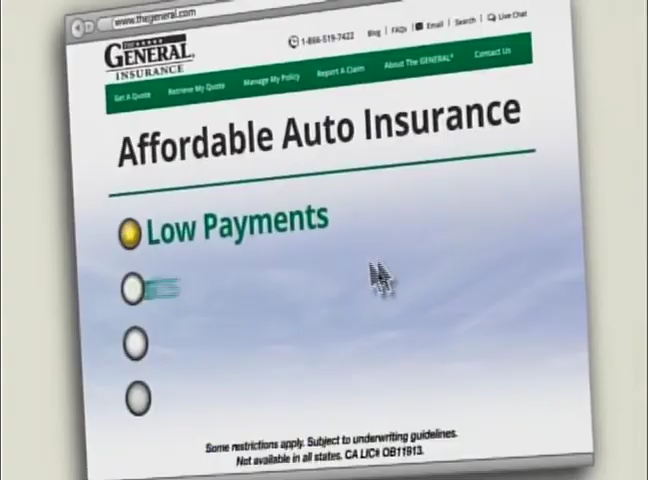 www.thegeneral.com
THE
GENERAL
INSURANCE
1-866-519-7422 Blog | FAQs | Email | Search | Live Chat
Get A Quote Retrieve My Quote Manage My Policy Report A Claim About The GENERAL® Contact Us
Affordable Auto Insurance
Low Payments
Some restrictions apply. Subject to underwriting guidelines.
Not available in all states. CA LIC# OB11913.